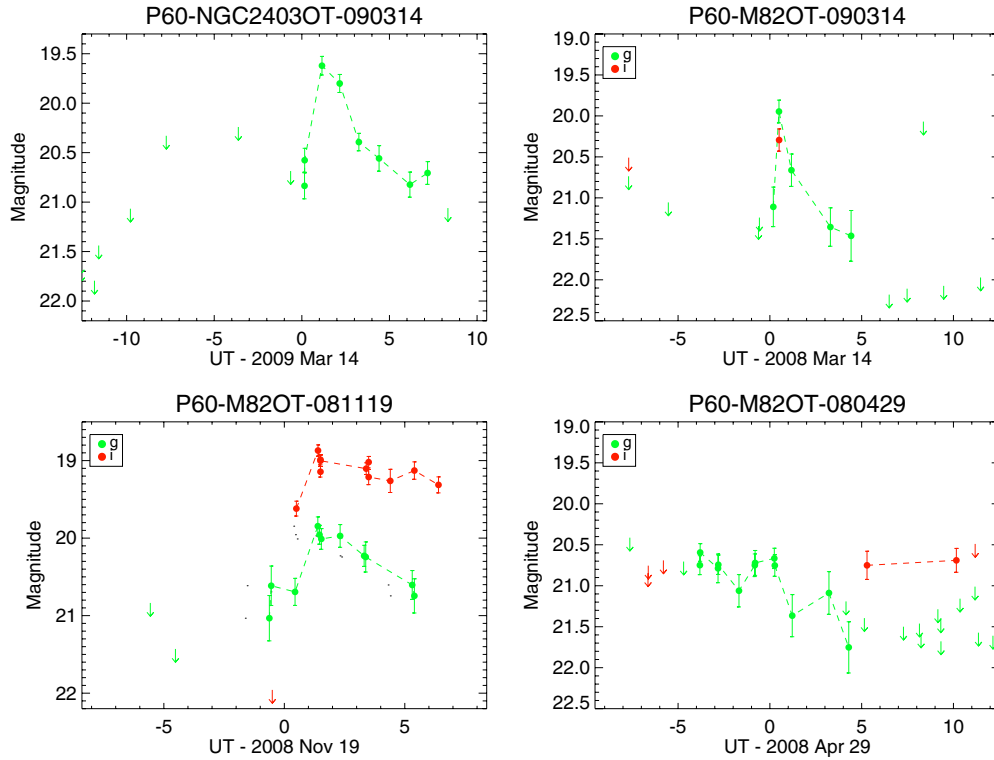 P60-NGC2403OT-090314
19.5
20.0
20.5
21.0
21.5
22.0
Magnitude
-10 -5 0 5 10
UT - 2009 Mar 14
P60-M82OT-090314
g
i
19.0
19.5
20.0
20.5
21.0
21.5
22.0
22.5
Magnitude
-5 0 5 10
UT - 2008 Mar 14
P60-M82OT-081119
g
i
19
20
21
22
Magnitude
-5 0 5
UT - 2008 Nov 19
P60-M82OT-080429
g
i
19.0
19.5
20.0
20.5
21.0
21.5
22.0
22.5
Magnitude
-5 0 5 10
UT - 2008 Apr 29